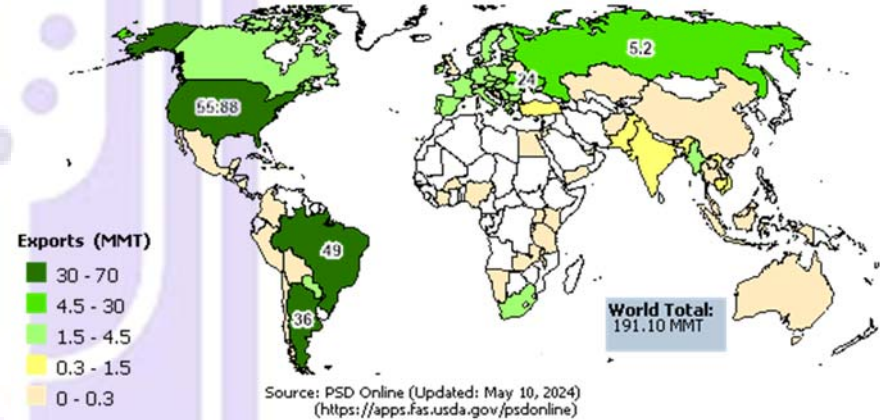 5.2
24
55.88
49
36
Exports (MMT)
30 - 70
4.5 - 30
1.5 - 4.5
0.3 - 1.5
0 - 0.3
World Total:
191.10 MMT
Source: PSD Online (Updated: May 10, 2024)
(https://apps.fas.usda.gov/psdonline)